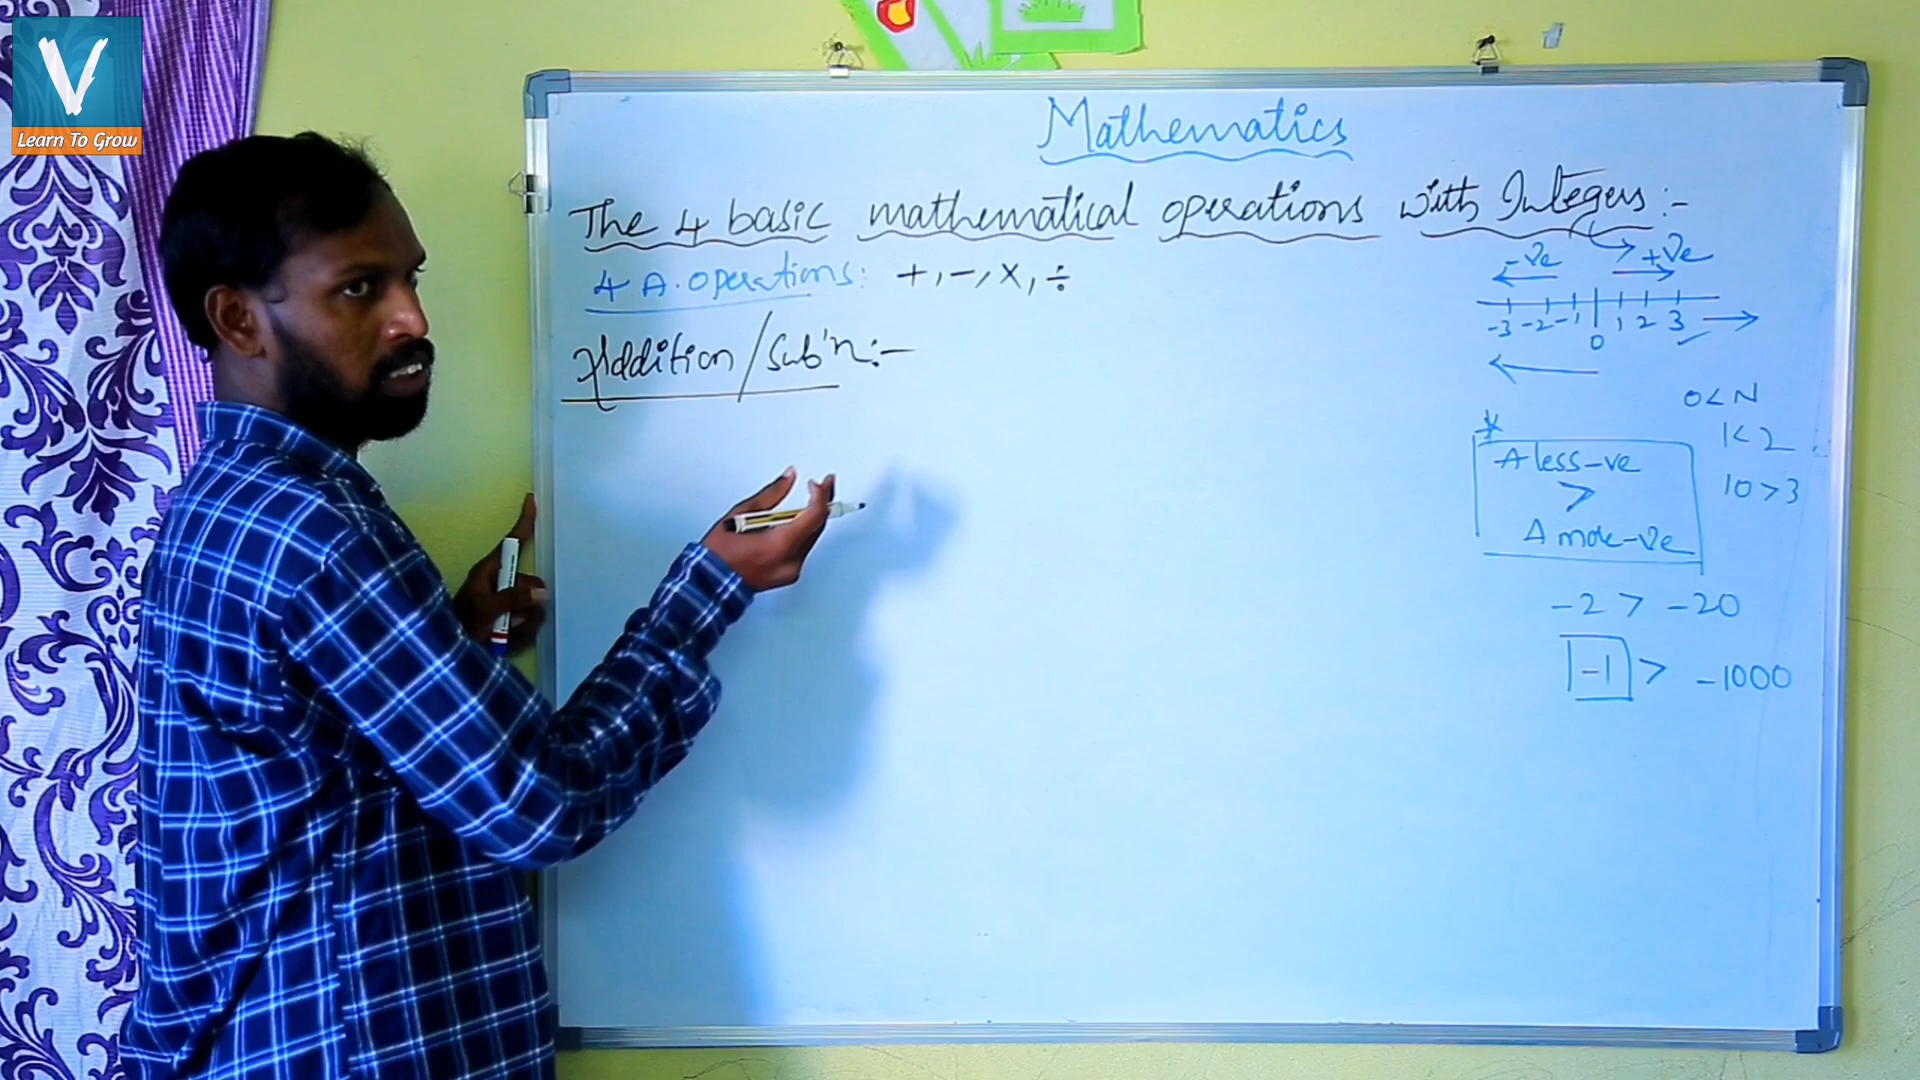 V
Learn To Grow
Mathematics
The 4 basic mathematical operations with Integers:-
4 A. Operations: +, -, x, ÷
Addition/Sub'n:-
-ve +ve
-3 -2 -1 0 1 2 3
0<N
1<2
10>3
*
A less-ve
>
A more-ve
-2 > -20
-1 > -1000